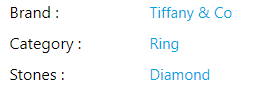 Brand : Tiffany & Co
Category : Ring
Stones : Diamond